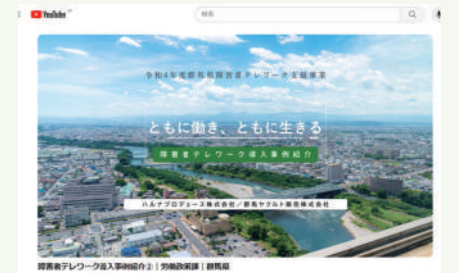 YouTube
検索
令和4年度群馬県障害者テレワーク支援事業
ともに働き、ともに生きる
障害者テレワーク導入事例紹介
ハルナプロデュース株式会社/群馬ヤクルト販売株式会社
障害者テレワーク導入事例紹介②|労働政策課|群馬県